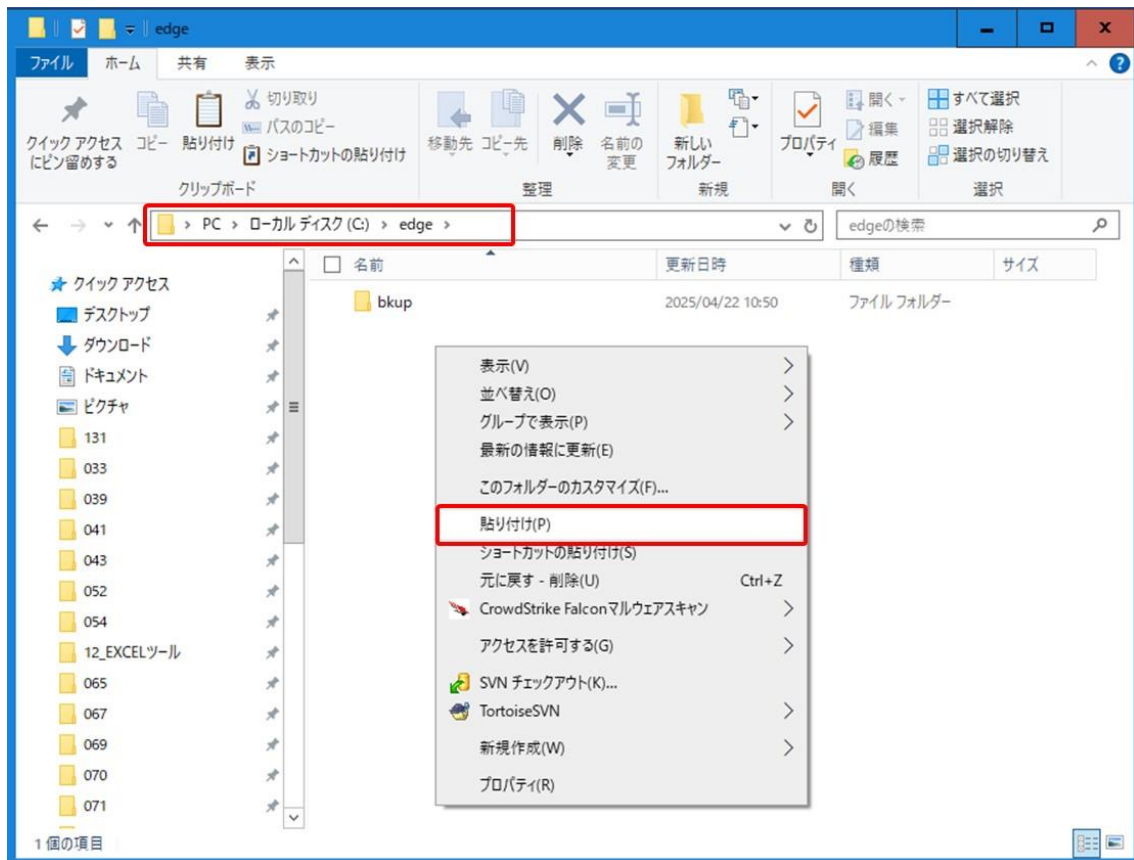 edge
ファイル ホーム 共有 表示
クイック アクセス
にピン留めする
コピー
貼り付け
切り取り
パスのコピー
ショートカットの貼り付け
クリップボード
移動先
コピー先
削除
名前の
変更
整理
新しい
フォルダー
新規
プロパティ
開く
編集
履歴
開く
すべて選択
選択解除
選択の切り替え
選択
PC > ローカル ディスク (C:) > edge >
edgeの検索
名前 更新日時 種類 サイズ
bkup 2025/04/22 10:50 ファイル フォルダー
クイック アクセス
デスクトップ
ダウンロード
ドキュメント
ピクチャ
131
033
039
041
043
052
054
12_EXCELツール
065
067
069
070
071
表示(V)
並べ替え(O)
グループで表示(P)
最新の情報に更新(E)
このフォルダーのカスタマイズ(F)...
貼り付け(P)
ショートカットの貼り付け(S)
元に戻す - 削除(U) Ctrl+Z
CrowdStrike Falconマルウェアスキャン
アクセスを許可する(G)
SVN チェックアウト(K)...
TortoiseSVN
新規作成(W)
プロパティ(R)
1 個の項目